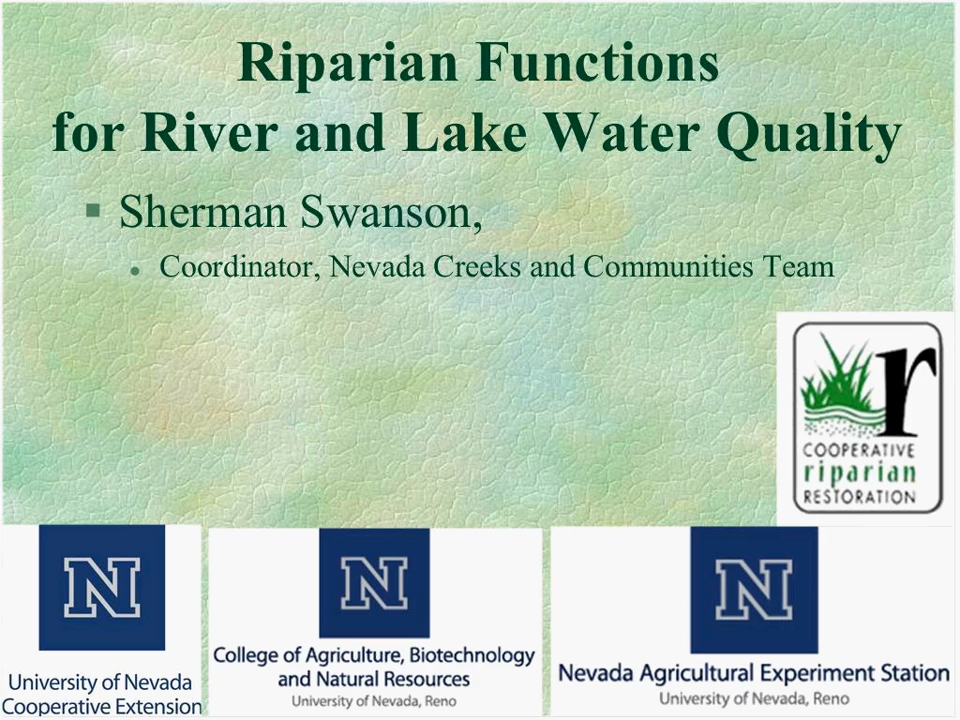 Riparian Functions
for River and Lake Water Quality
Sherman Swanson,
Coordinator, Nevada Creeks and Communities Team
r
COOPERATIVE
riparian
RESTORATION
N
University of Nevada
Cooperative Extension
N
College of Agriculture, Biotechnology
and Natural Resources
University of Nevada, Reno
N
Nevada Agricultural Experiment Station
University of Nevada, Reno